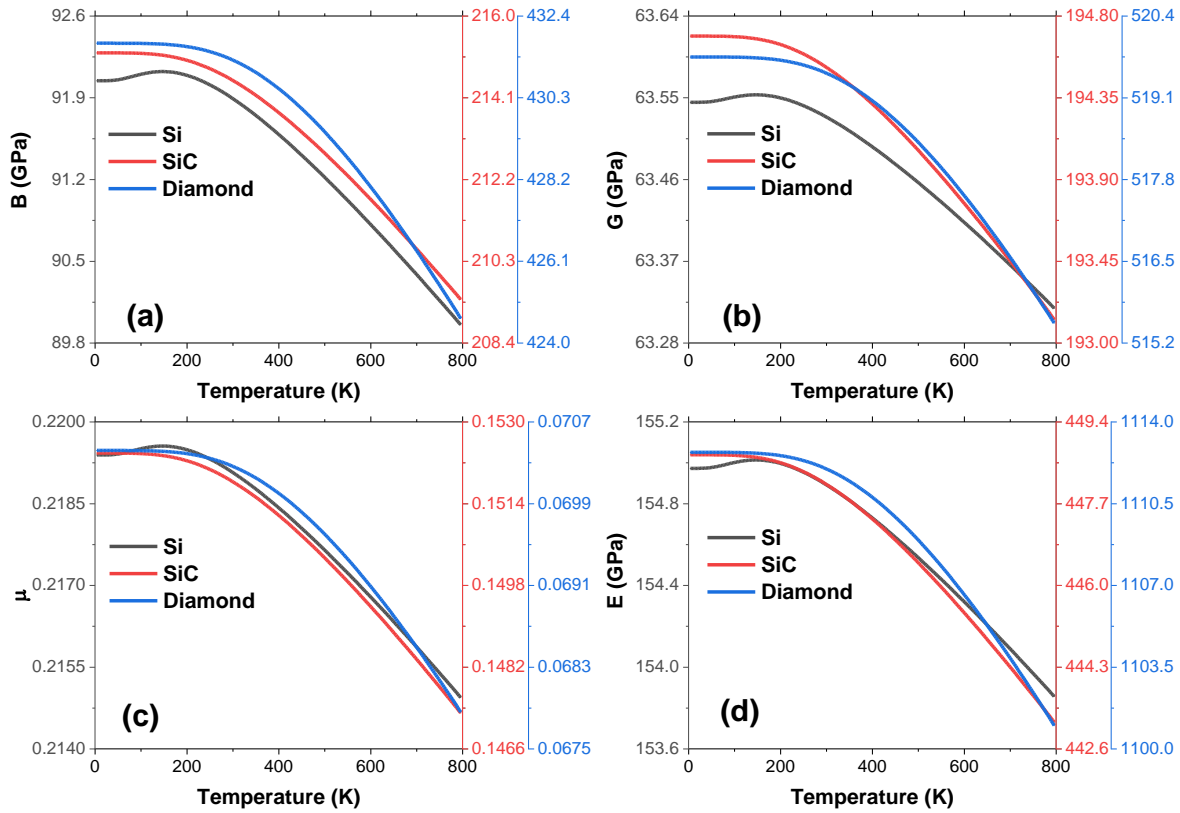 92.6 216.0 432.4
91.9 214.1 430.3
91.2 212.2 428.2
90.5 210.3 426.1
89.8 208.4 424.0
B (GPa)
Si
SiC
Diamond
(a)
0 200 400 600 800
Temperature (K)
63.64 194.80 520.4
63.55 194.35 519.1
63.46 193.90 517.8
63.37 193.45 516.5
63.28 193.00 515.2
G (GPa)
Si
SiC
Diamond
(b)
0 200 400 600 800
Temperature (K)
0.2200 0.1530 0.0707
0.2185 0.1514 0.0699
0.2170 0.1498 0.0691
0.2155 0.1482 0.0683
0.2140 0.1466 0.0675
μ
Si
SiC
Diamond
(c)
0 200 400 600 800
Temperature (K)
155.2 449.4 1114.0
154.8 447.7 1110.5
154.4 446.0 1107.0
154.0 444.3 1103.5
153.6 442.6 1100.0
E (GPa)
Si
SiC
Diamond
(d)
0 200 400 600 800
Temperature (K)